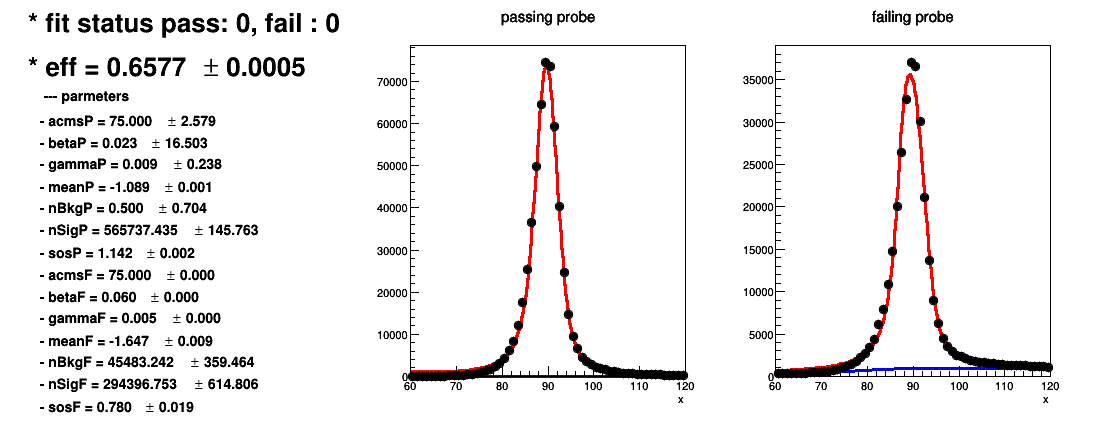 * fit status pass: 0, fail : 0
* eff = 0.6577 ± 0.0005
--- parmeters
- acmsP = 75.000 ± 2.579
- betaP = 0.023 ± 16.503
- gammaP = 0.009 ± 0.238
- meanP = -1.089 ± 0.001
- nBkgP = 0.500 ± 0.704
- nSigP = 565737.435 ± 145.763
- sosP = 1.142 ± 0.002
- acmsF = 75.000 ± 0.000
- betaF = 0.060 ± 0.000
- gammaF = 0.005 ± 0.000
- meanF = -1.647 ± 0.009
- nBkgF = 45483.242 ± 359.464
- nSigF = 294396.753 ± 614.806
- sosF = 0.780 ± 0.019
passing probe
70000
60000
50000
40000
30000
20000
10000
0
60 70 80 90 100 110 120
x
failing probe
35000
30000
25000
20000
15000
10000
5000
0
60 70 80 90 100 110 120
x